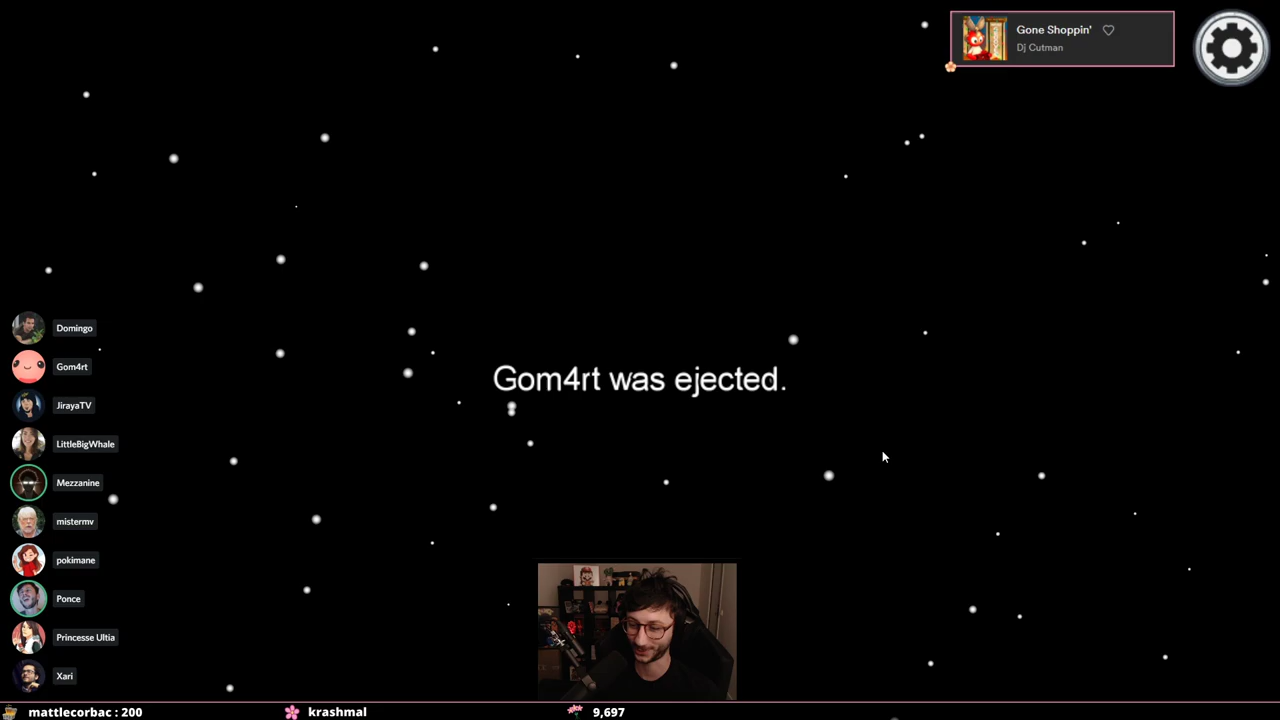 Gone Shoppin'
Dj Cutman
Domingo
Gom4rt
JirayaTV
LittleBigWhale
Mezzanine
mistermv
pokimane
Ponce
Princesse Ultia
Xari
Gom4rt was ejected.
mattlecorbac : 200
krashmal
9,697